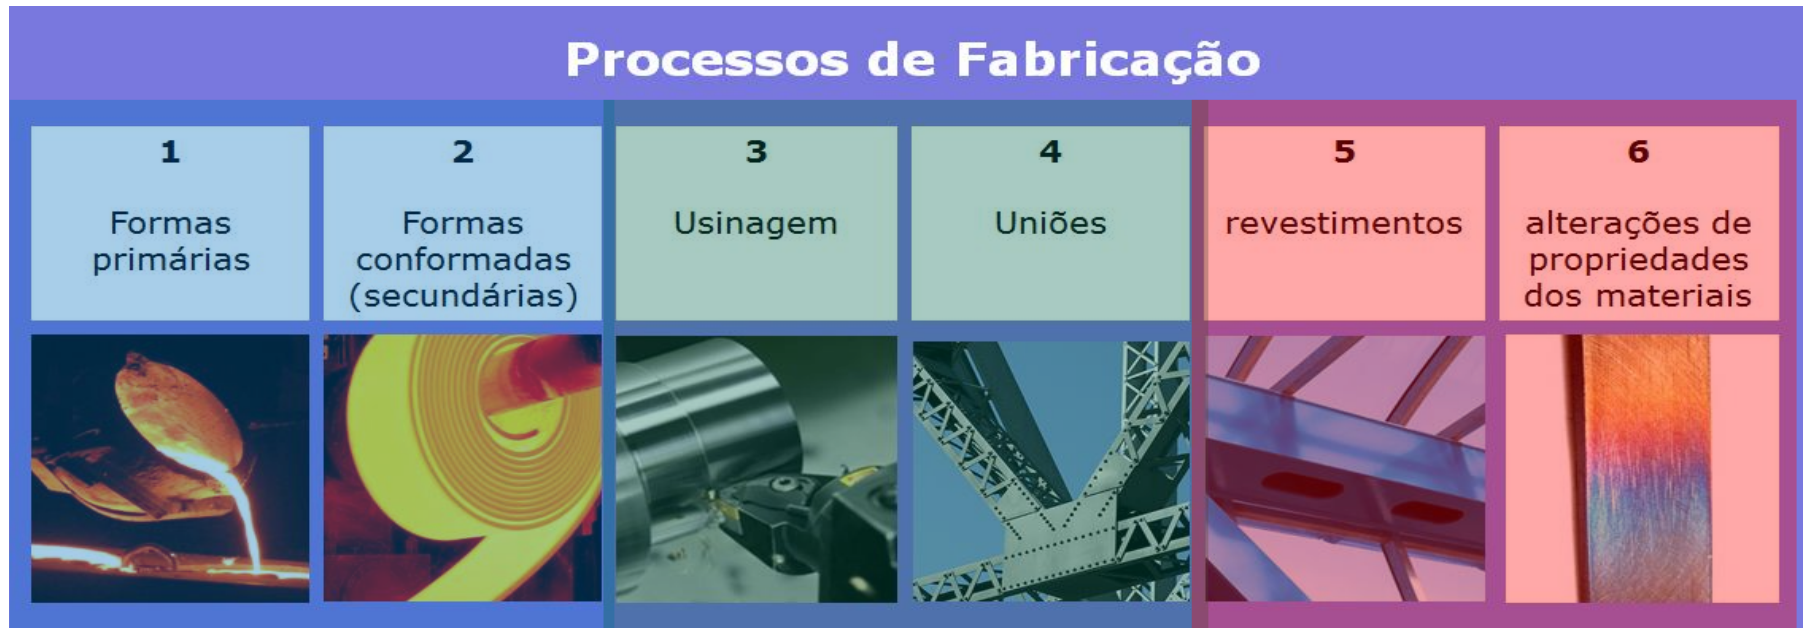 Processos de Fabricação
1
Formas
primárias
2
Formas
conformadas
(secundárias)
3
Usinagem
4
Uniões
5
revestimentos
6
alterações de
propriedades
dos materiais